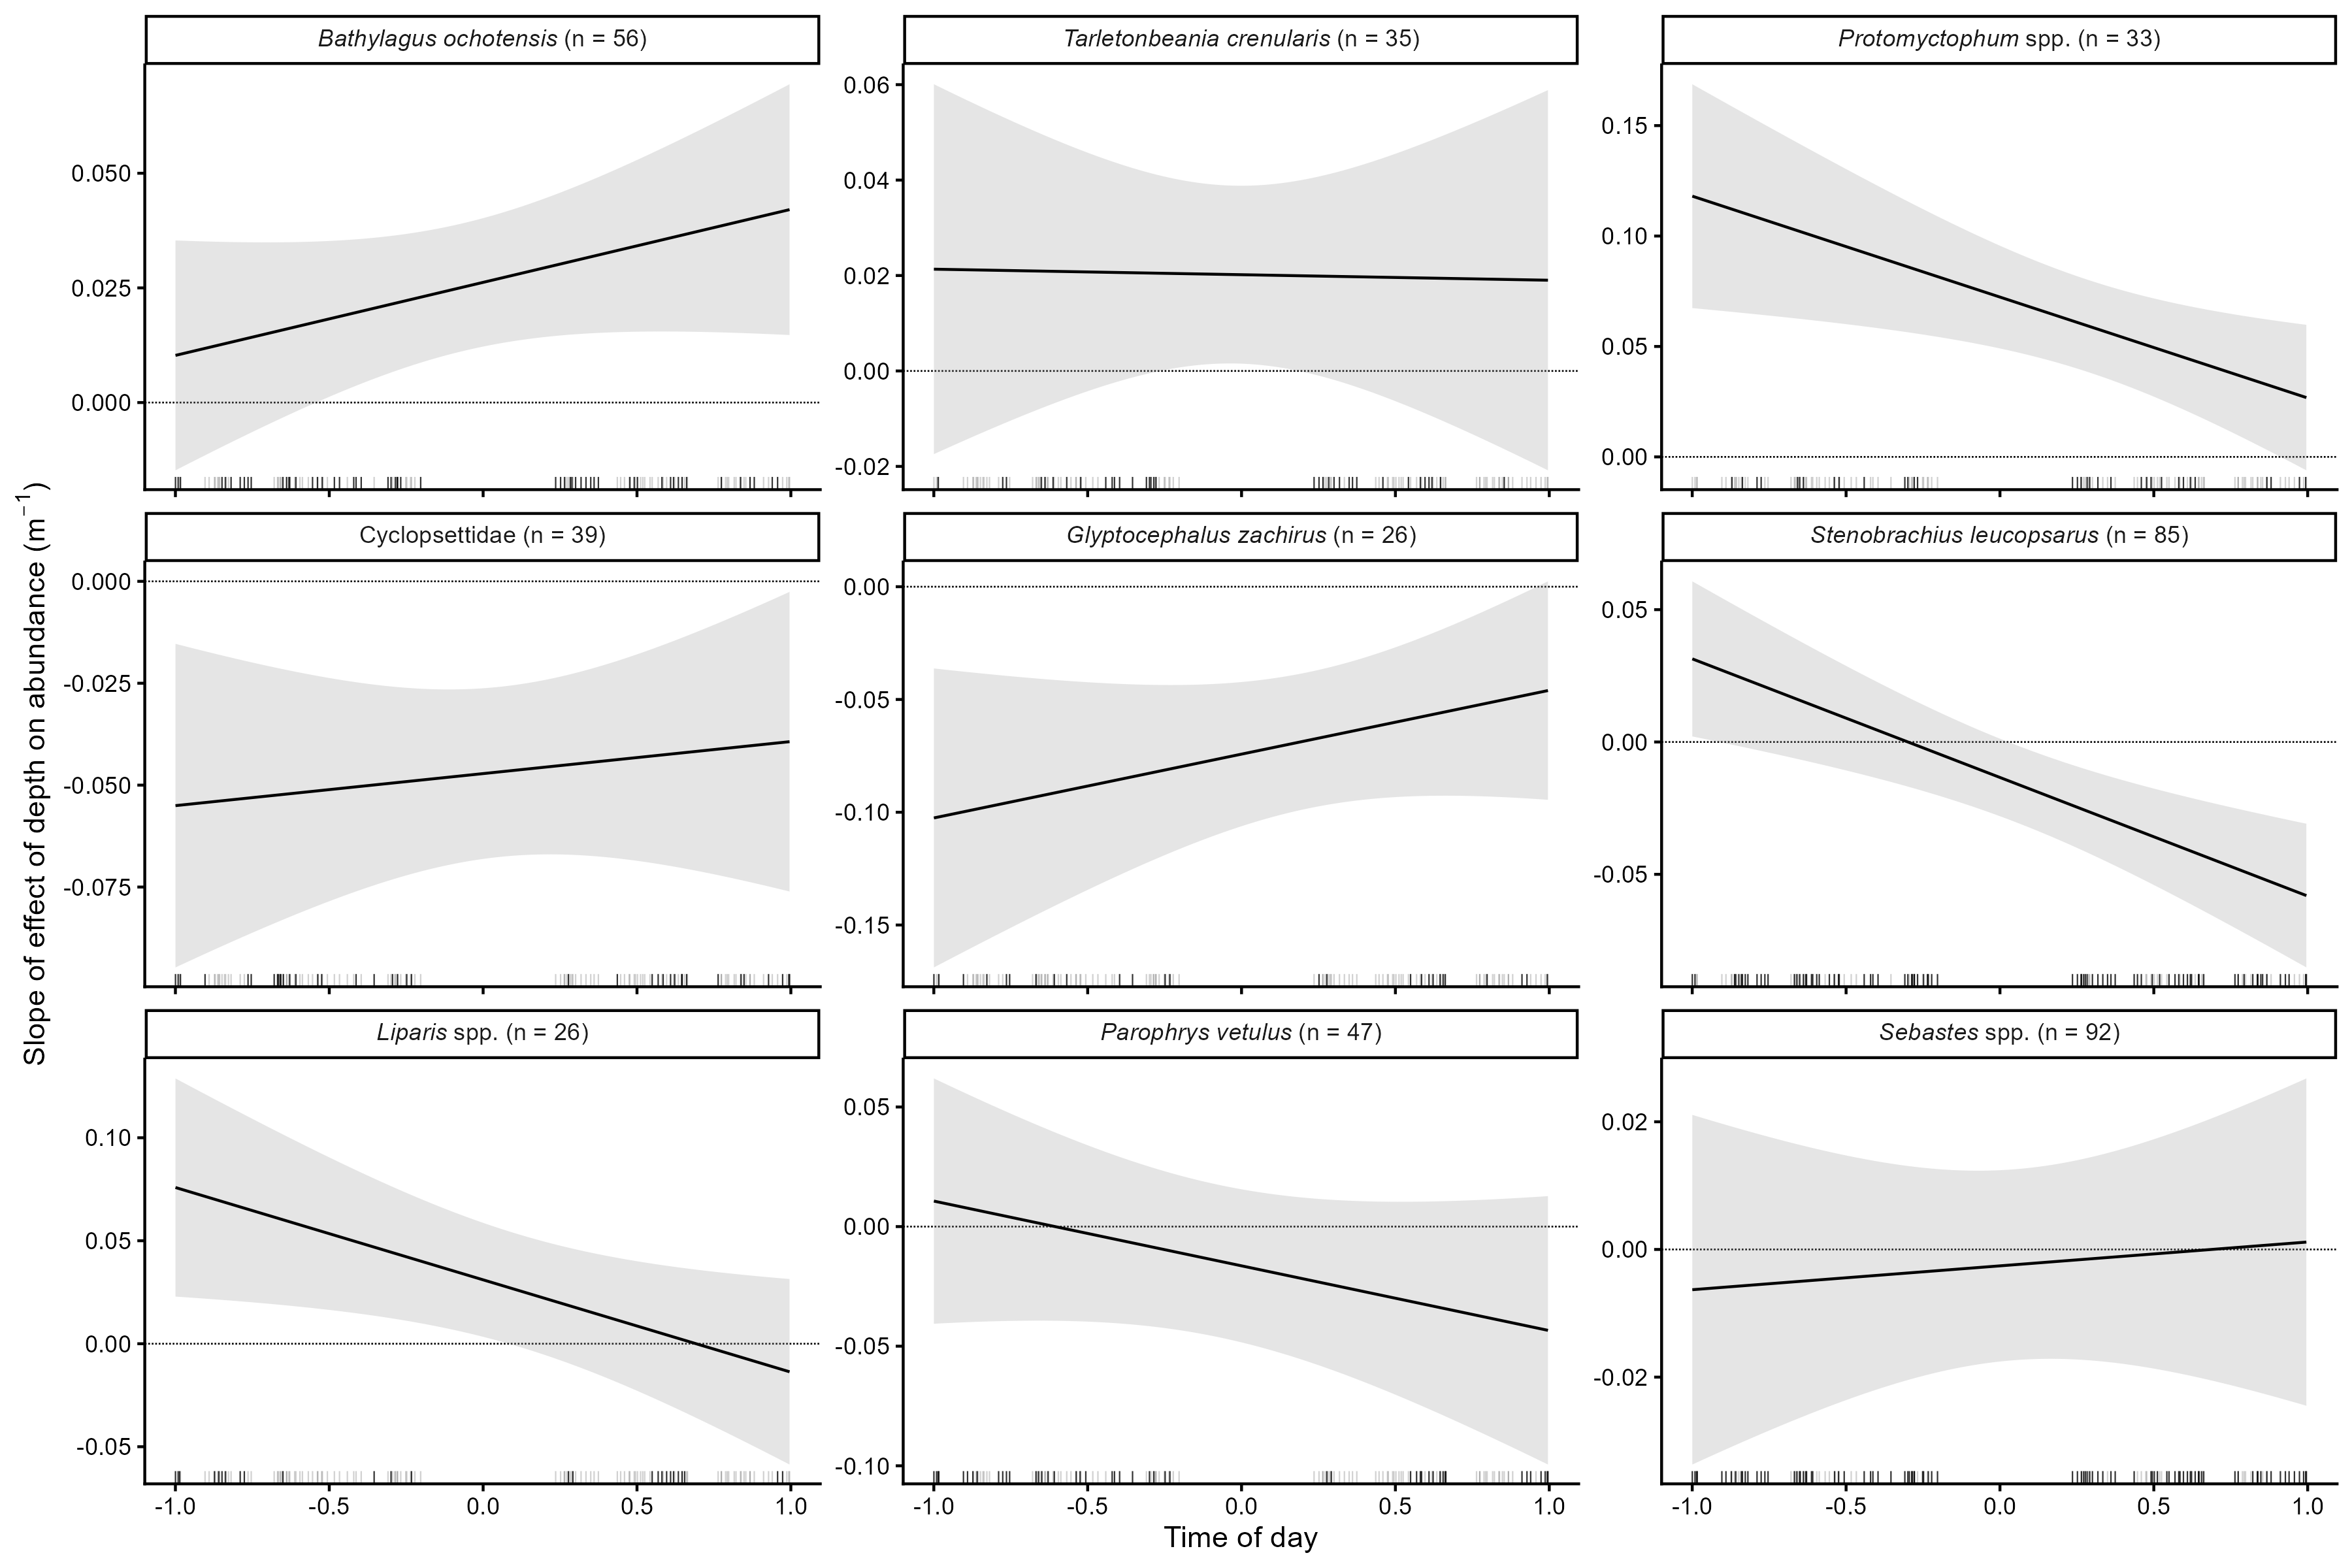 Bathylagus ochotensis (n = 56)
Tarletonbeania crenularis (n = 35)
Protomyctophum spp. (n = 33)
0.050
0.025
0.000
0.06
0.04
0.02
0.00
-0.02
0.15
0.10
0.05
0.00
Cyclopsettidae (n = 39)
Glyptocephalus zachirus (n = 26)
Stenobrachius leucopsarus (n = 85)
0.000
-0.025
-0.050
-0.075
0.00
-0.05
-0.10
-0.15
0.05
0.00
-0.05
Liparis spp. (n = 26)
Parophrys vetulus (n = 47)
Sebastes spp. (n = 92)
0.10
0.05
0.00
-0.05
0.05
0.00
-0.05
-0.10
0.02
0.00
-0.02
-1.0 -0.5 0.0 0.5 1.0
-1.0 -0.5 0.0 0.5 1.0
-1.0 -0.5 0.0 0.5 1.0
Time of day
Slope of effect of depth on abundance (m⁻¹)